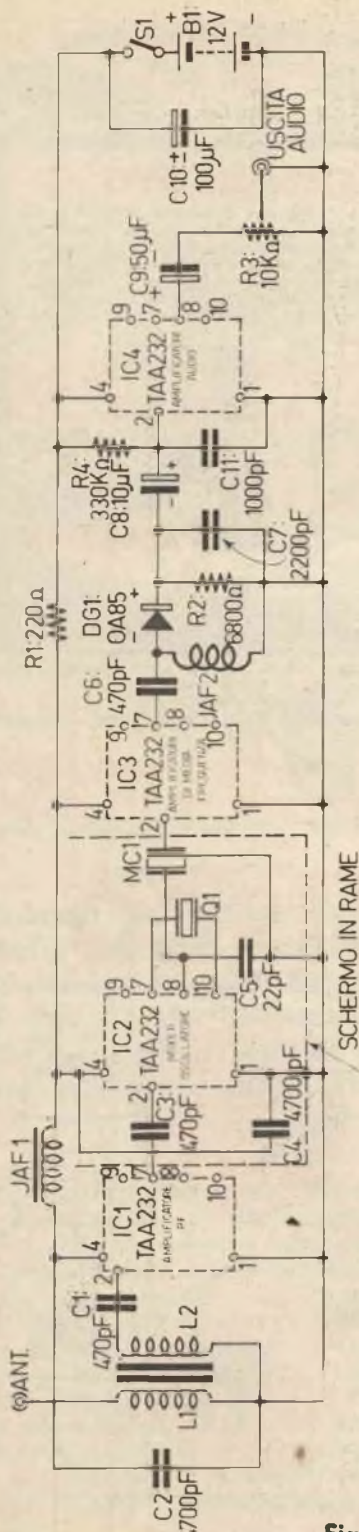 ANT.
JAF1
R1:220Ω
S1
+
B1:
12V
-
C10:±
100µF
USCITA
AUDIO
R3:
10KΩ
C9:50µF
+
-
IC4
TAA232
AMPLIFICATORE
AUDIO
4
2
1
9
7
8
10
R4:
330KΩ
C8:10µF
-
+
C11:
1000pF
C7:
2200pF
DG1:
OA85
-
+
R2:
6800Ω
JAF2
C6:
470pF
IC3
TAA232
AMPLIFICATORE
DI MEDIA
FREQUENZA
4
2
1
9
7
8
10
MC1
Q1
C5
22pF
IC2
TAA232
MIXER
OSCILLATORE
4
2
1
9
7
8
10
C3:
470pF
C4
4700pF
IC1
TAA232
AMPLIFICATORE
RF
4
2
1
9
7
8
10
C1:
470pF
L1
L2
C2
4700pF
SCHERMO IN RAME